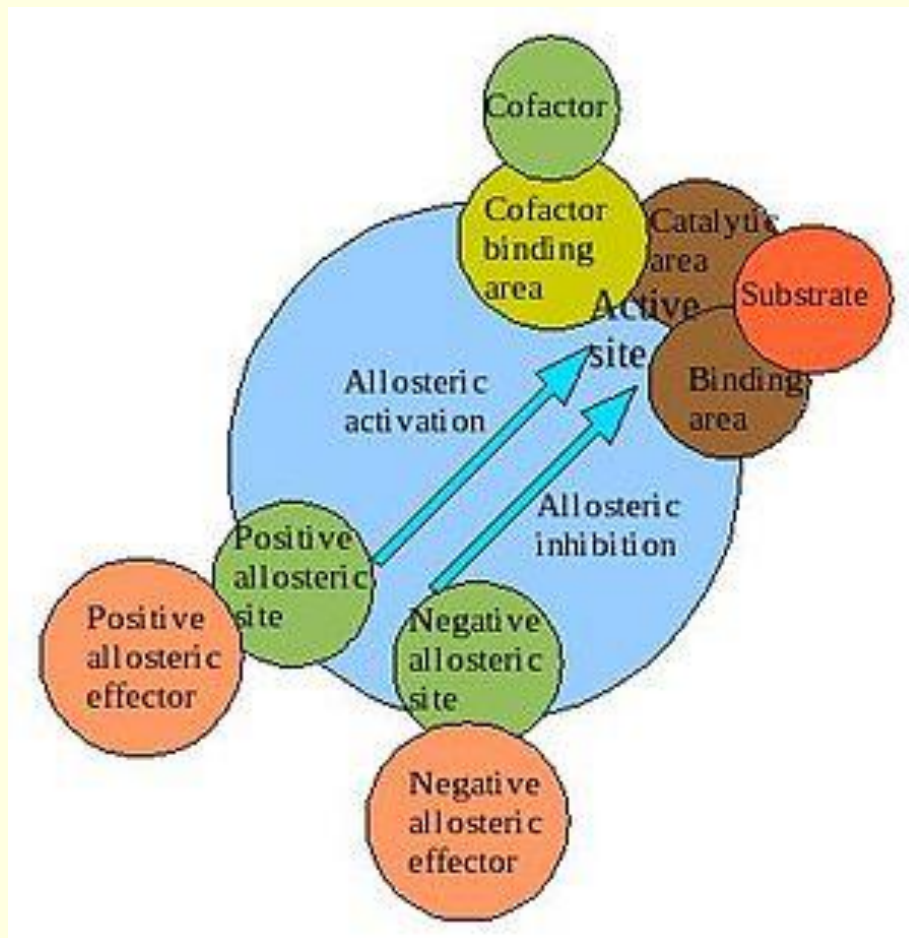 Cofactor
Cofactor
binding
area
Catalytic
area
Substrate
Active
site
Binding
area
Allosteric
activation
Allosteric
inhibition
Positive
allosteric
site
Positive
allosteric
effector
Negative
allosteric
site
Negative
allosteric
effector